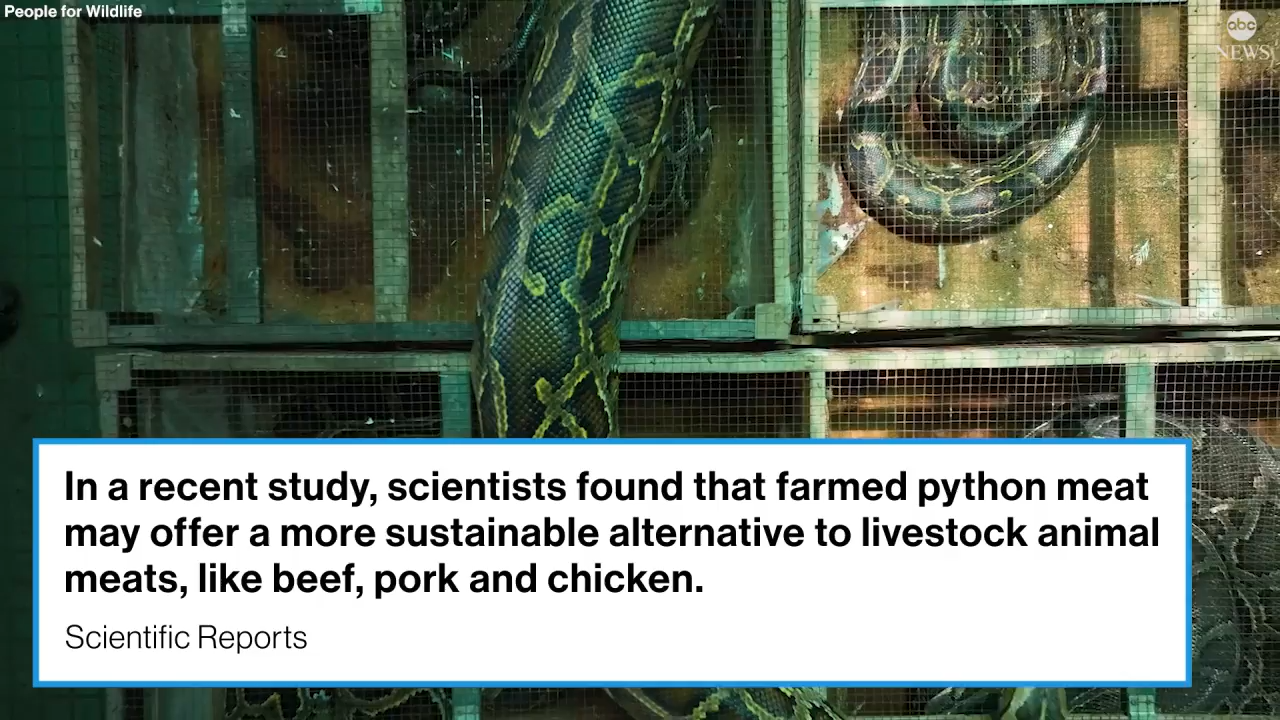 People for Wildlife
abc
NEWS
In a recent study, scientists found that farmed python meat
may offer a more sustainable alternative to livestock animal
meats, like beef, pork and chicken.
Scientific Reports